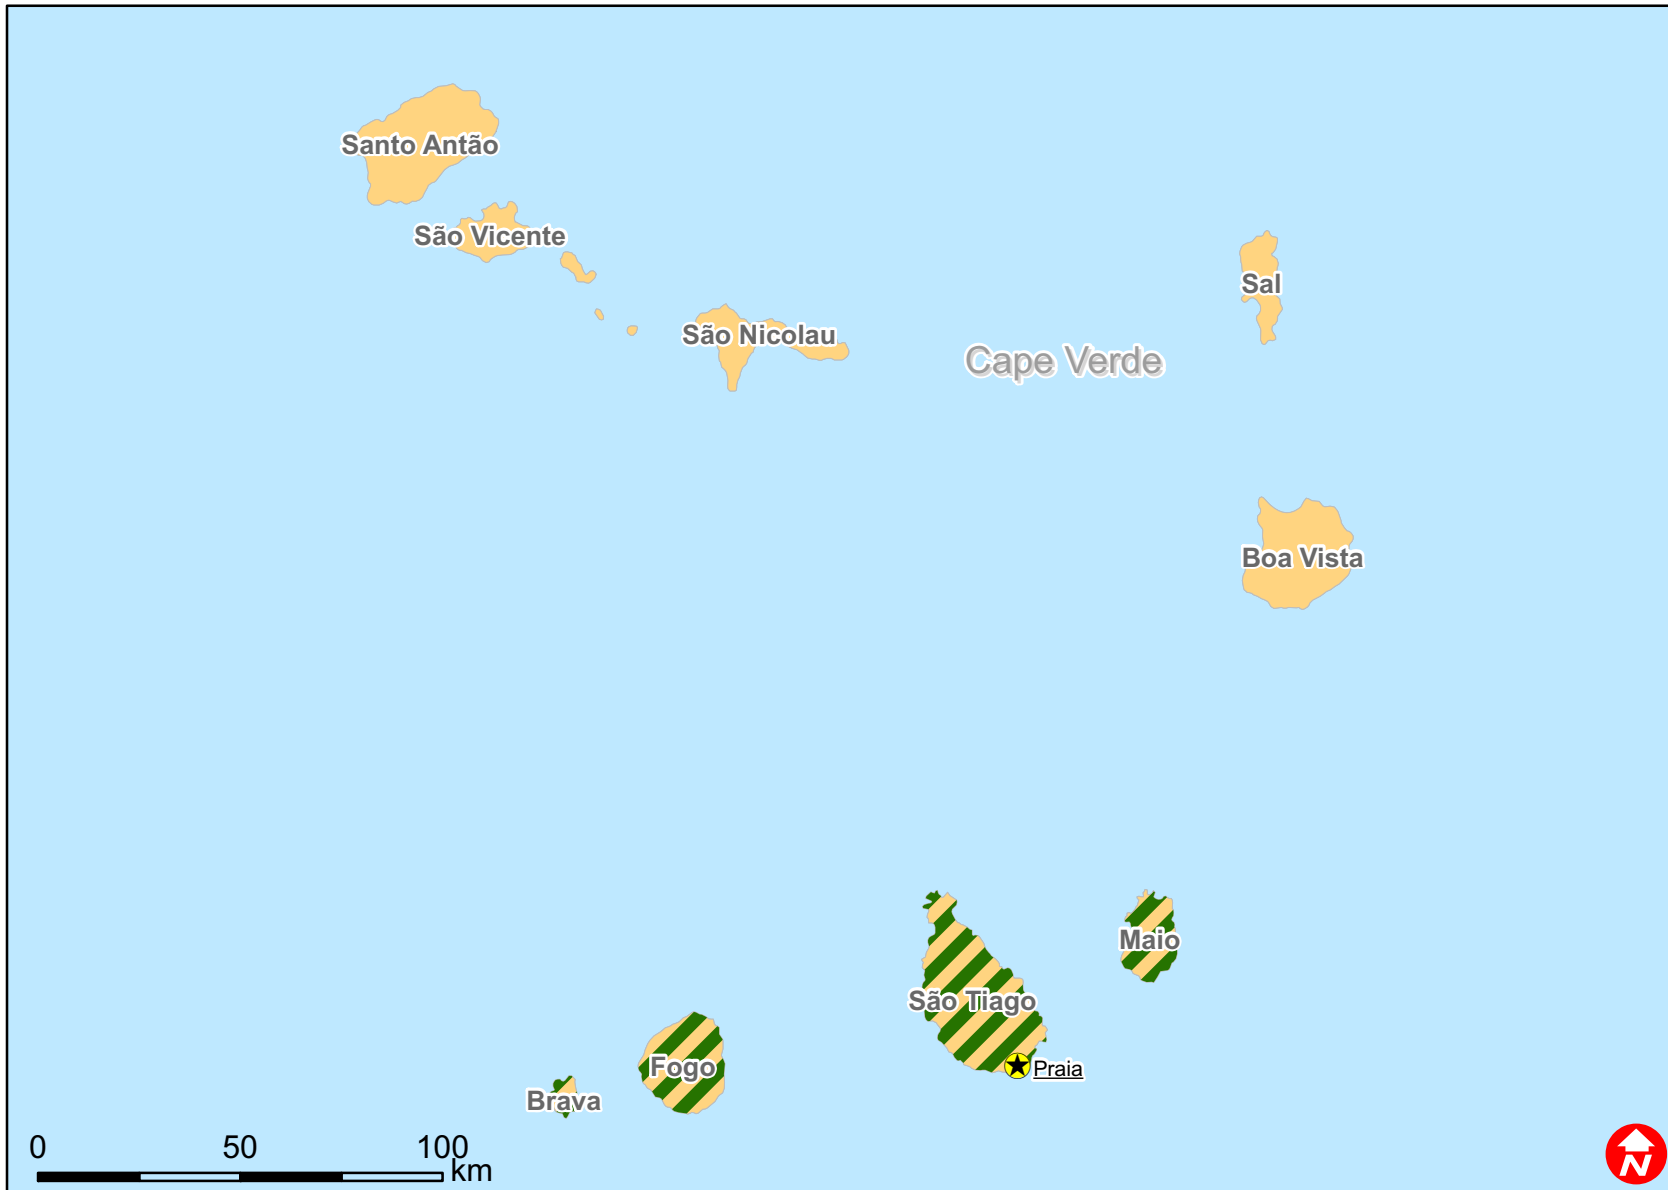 Santo Antão
São Vicente
Sal
São Nicolau
Cape Verde
Boa Vista
Maio
São Tiago
Fogo
Praia
Brava
0 50 100
km
N